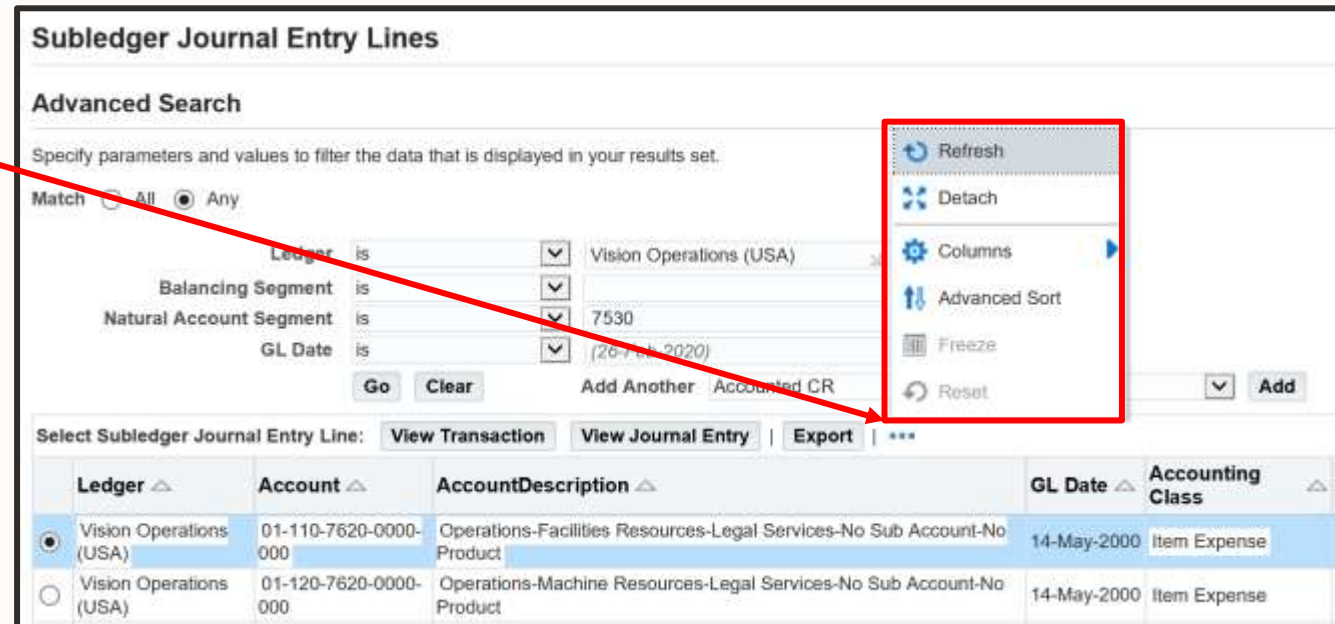 Subledger Journal Entry Lines
Advanced Search
Specify parameters and values to filter the data that is displayed in your results set.
Match All Any
Ledger is Vision Operations (USA)
Balancing Segment is
Natural Account Segment is 7530
GL Date is (26-Feb-2020)
Go Clear Add Another Accounted CR Add
Refresh
Detach
Columns
Advanced Sort
Freeze
Reset
Select Subledger Journal Entry Line: View Transaction View Journal Entry | Export | •••
Ledger Account AccountDescription GL Date Accounting
Class
Vision Operations 01-110-7620-0000- Operations-Facilities Resources-Legal Services-No Sub Account-No 14-May-2000 Item Expense
(USA) 000 Product
Vision Operations 01-120-7620-0000- Operations-Machine Resources-Legal Services-No Sub Account-No 14-May-2000 Item Expense
(USA) 000 Product